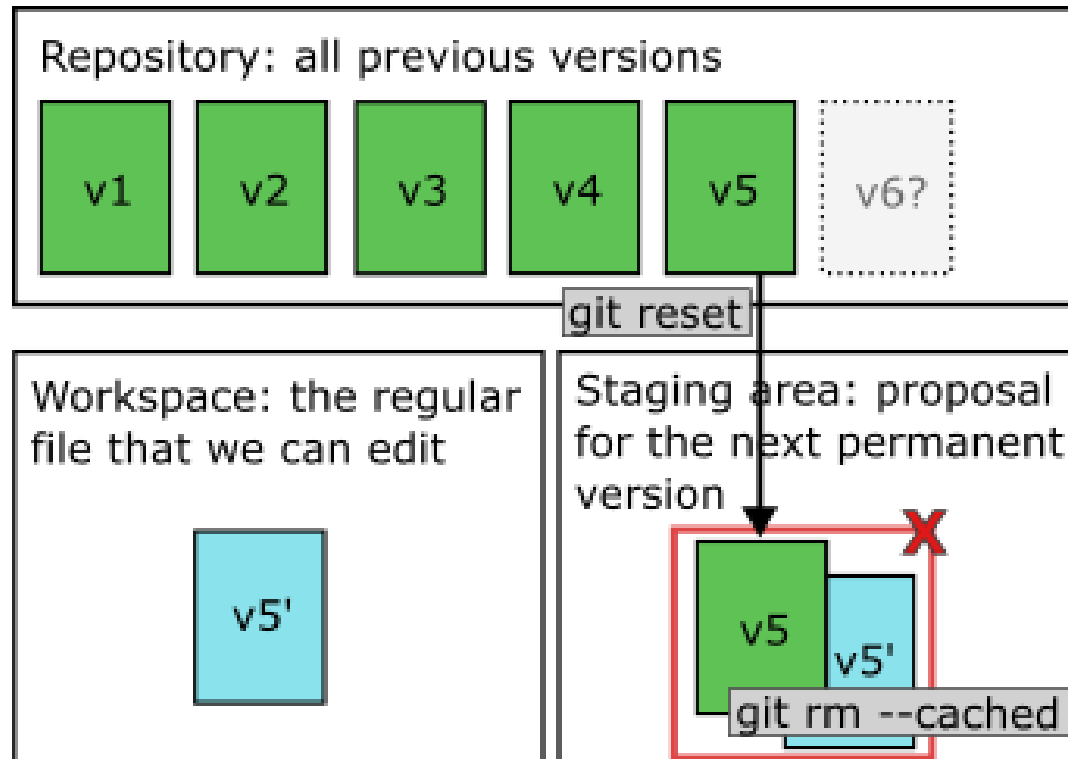 Repository: all previous versions
v1 v2 v3 v4 v5 v6?
git reset
Workspace: the regular
file that we can edit
v5'
Staging area: proposal
for the next permanent
version
X
v5
v5'
git rm --cached